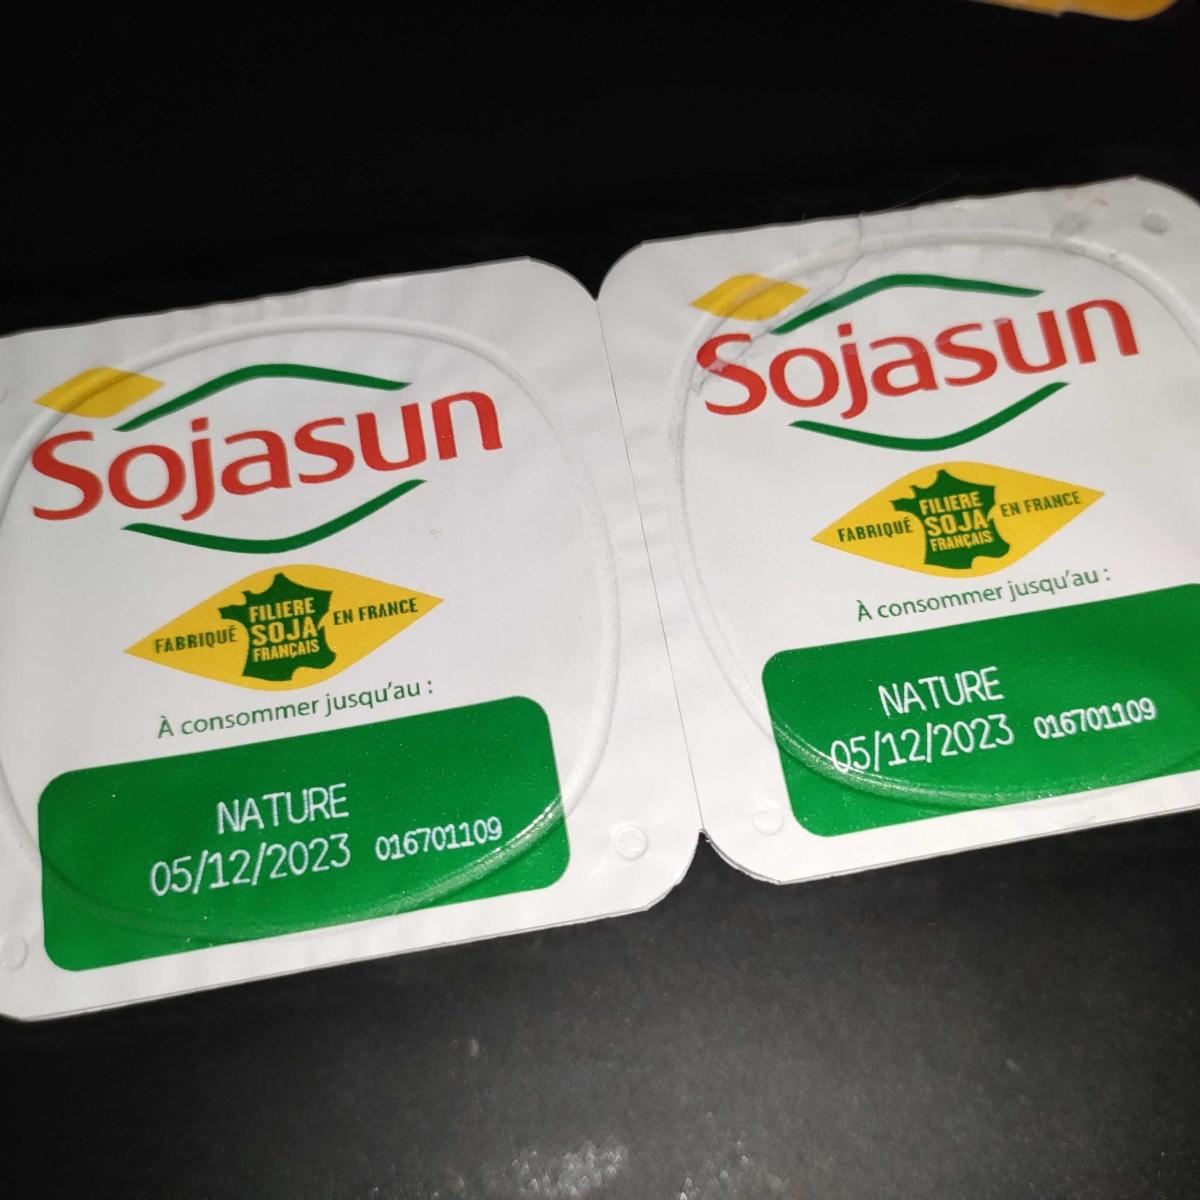 Sojasun
FABRIQUÉ FILIERE SOJA FRANÇAIS EN FRANCE
À consommer jusqu'au :
NATURE
05/12/2023 016701109
Sojasun
FABRIQUÉ FILIERE SOJA FRANÇAIS EN FRANCE
À consommer jusqu'au :
NATURE
05/12/2023 016701109